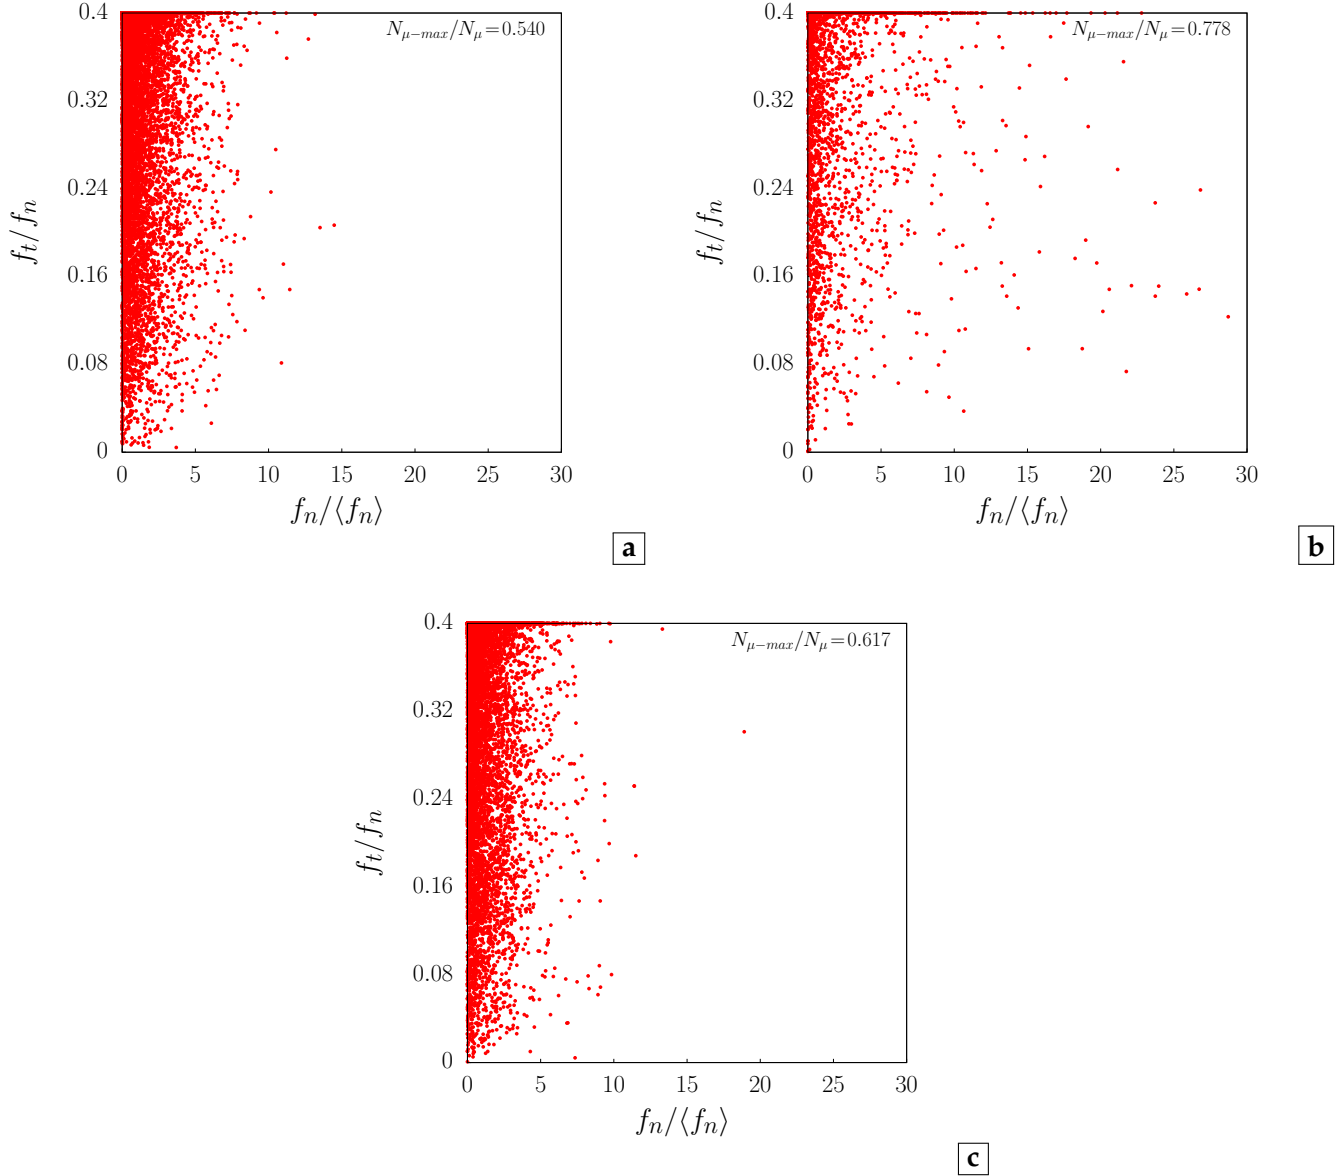 N_{μ−max}/N_μ=0.540
0.4
0.32
0.24
0.16
0.08
0
f_t/f_n
0 5 10 15 20 25 30
f_n/⟨f_n⟩
a
N_{μ−max}/N_μ=0.778
0.4
0.32
0.24
0.16
0.08
0
f_t/f_n
0 5 10 15 20 25 30
f_n/⟨f_n⟩
b
N_{μ−max}/N_μ=0.617
0.4
0.32
0.24
0.16
0.08
0
f_t/f_n
0 5 10 15 20 25 30
f_n/⟨f_n⟩
c